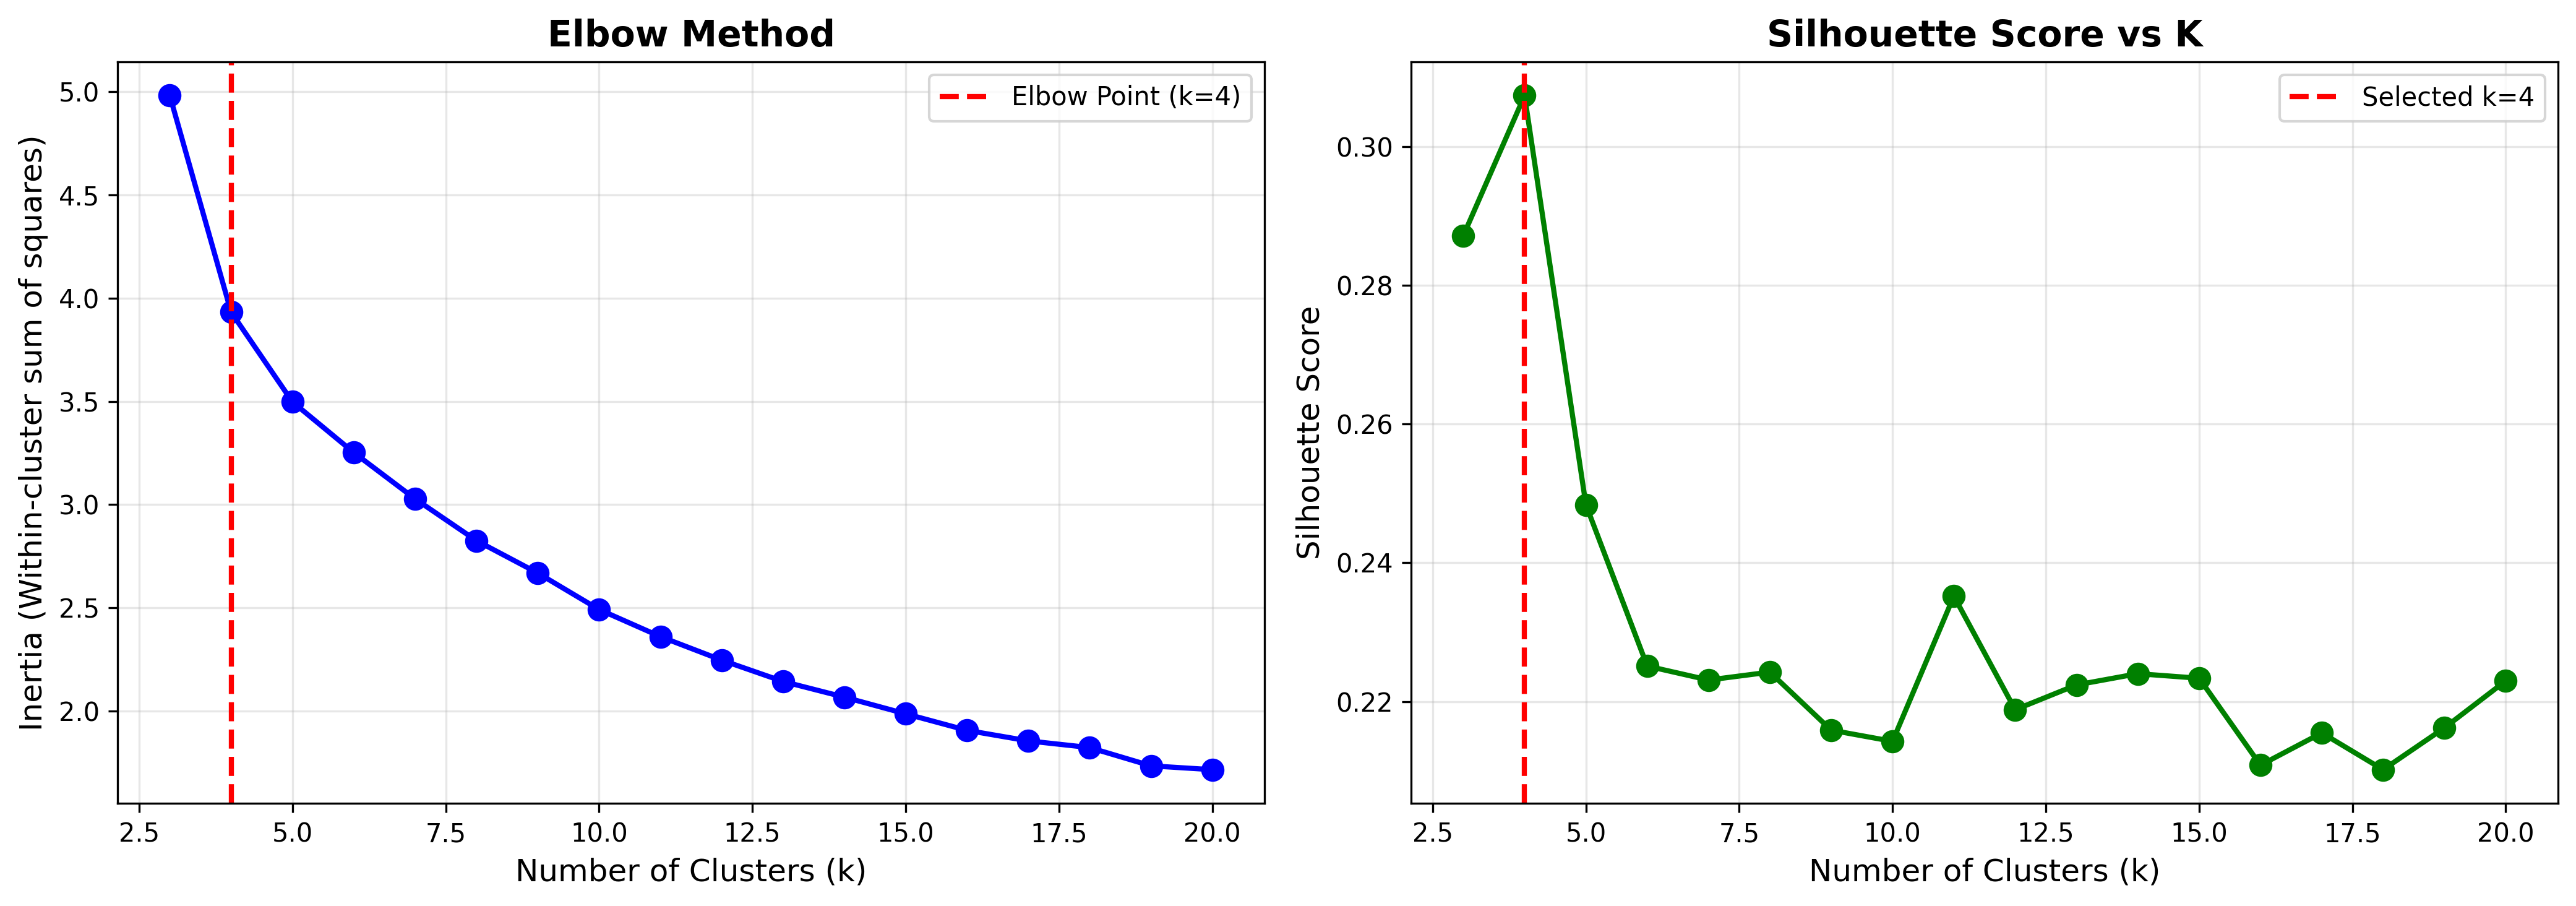 Elbow Method
Elbow Point (k=4)
Inertia (Within-cluster sum of squares)
5.0
4.5
4.0
3.5
3.0
2.5
2.0
2.5 5.0 7.5 10.0 12.5 15.0 17.5 20.0
Number of Clusters (k)
Silhouette Score vs K
Selected k=4
Silhouette Score
0.30
0.28
0.26
0.24
0.22
2.5 5.0 7.5 10.0 12.5 15.0 17.5 20.0
Number of Clusters (k)